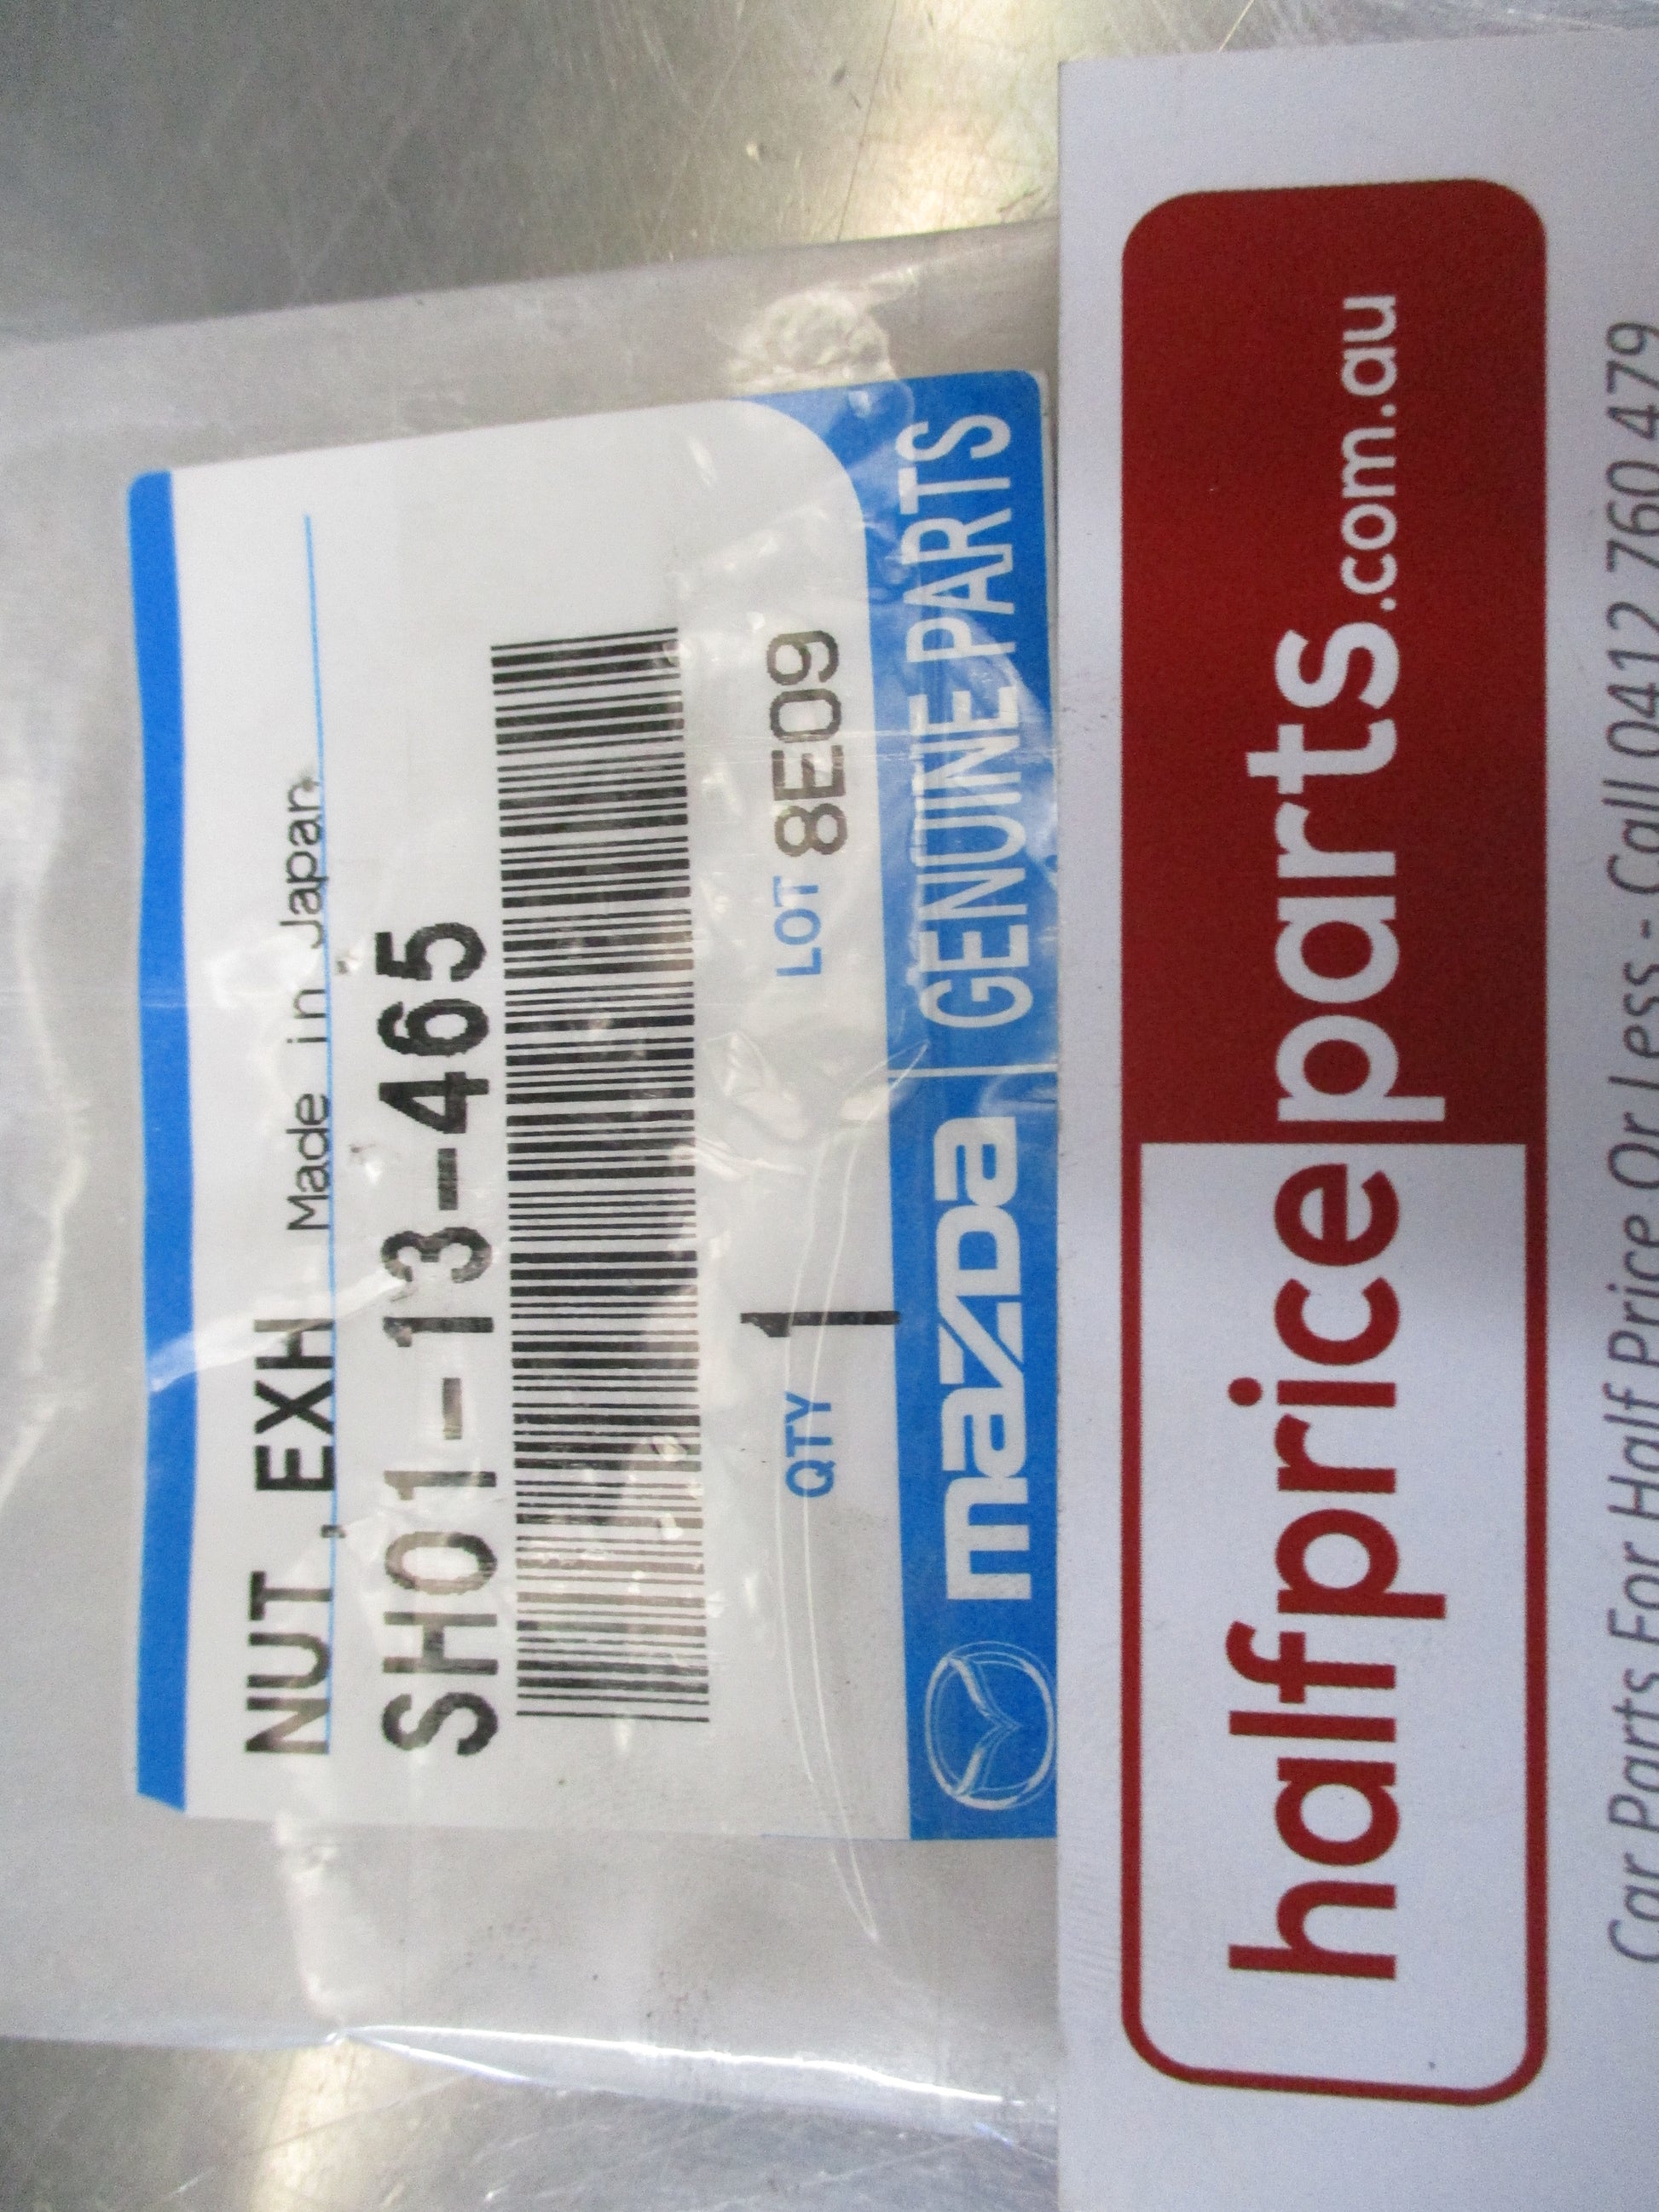 NUT, EXH Made in Japan
SH01-13-465
QTY 1 LOT 8E09
mazda GENUINE PARTS
halfpriceparts.com.au
Car Parts For Half Price Or Less - Call 0412 760 479